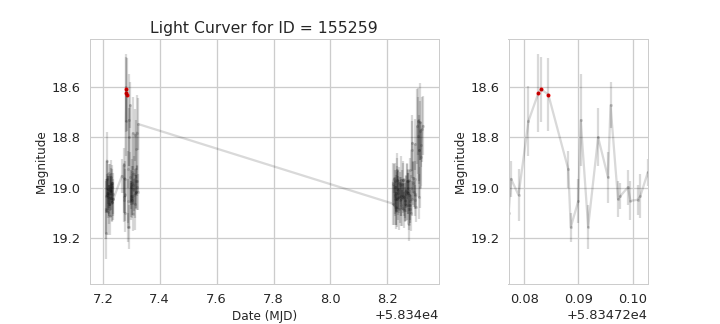 Light Curver for ID = 155259
Magnitude
18.6
18.8
19.0
19.2
7.2 7.4 7.6 7.8 8.0 8.2
Date (MJD)
+5.834e4
Magnitude
18.6
18.8
19.0
19.2
0.08 0.09 0.10
+5.83472e4